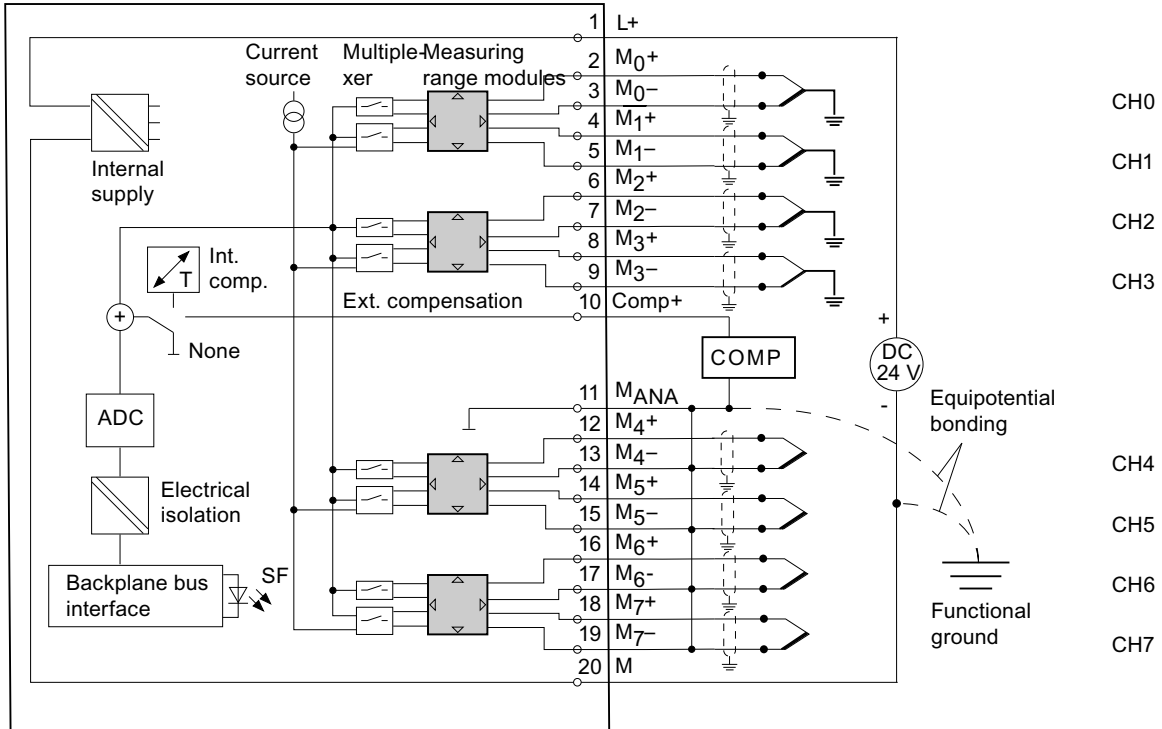 1 L+
Current source
Multiple-xer
Measuring range modules
2 M0+
3 M0–
CH0
4 M1+
5 M1–
CH1
Internal supply
6 M2+
7 M2–
CH2
8 M3+
9 M3–
CH3
T
Int. comp.
Ext. compensation
10 Comp+
+
None
COMP
+
DC 24 V
-
ADC
11 MANA
Equipotential bonding
12 M4+
13 M4–
CH4
14 M5+
15 M5–
CH5
Electrical isolation
16 M6+
17 M6-
CH6
Backplane bus interface
SF
18 M7+
19 M7–
CH7
Functional ground
20 M